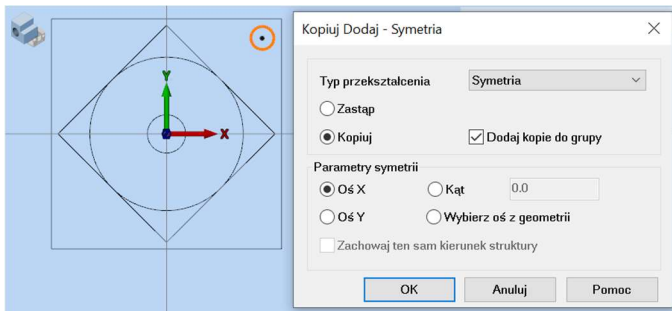 Kopiuj Dodaj - Symetria
Typ przekształcenia Symetria
Zastąp
Kopiuj Dodaj kopie do grupy
Parametry symetrii
Oś X Kąt 0.0
Oś Y Wybierz oś z geometrii
Zachowaj ten sam kierunek struktury
OK Anuluj Pomoc
Y
X